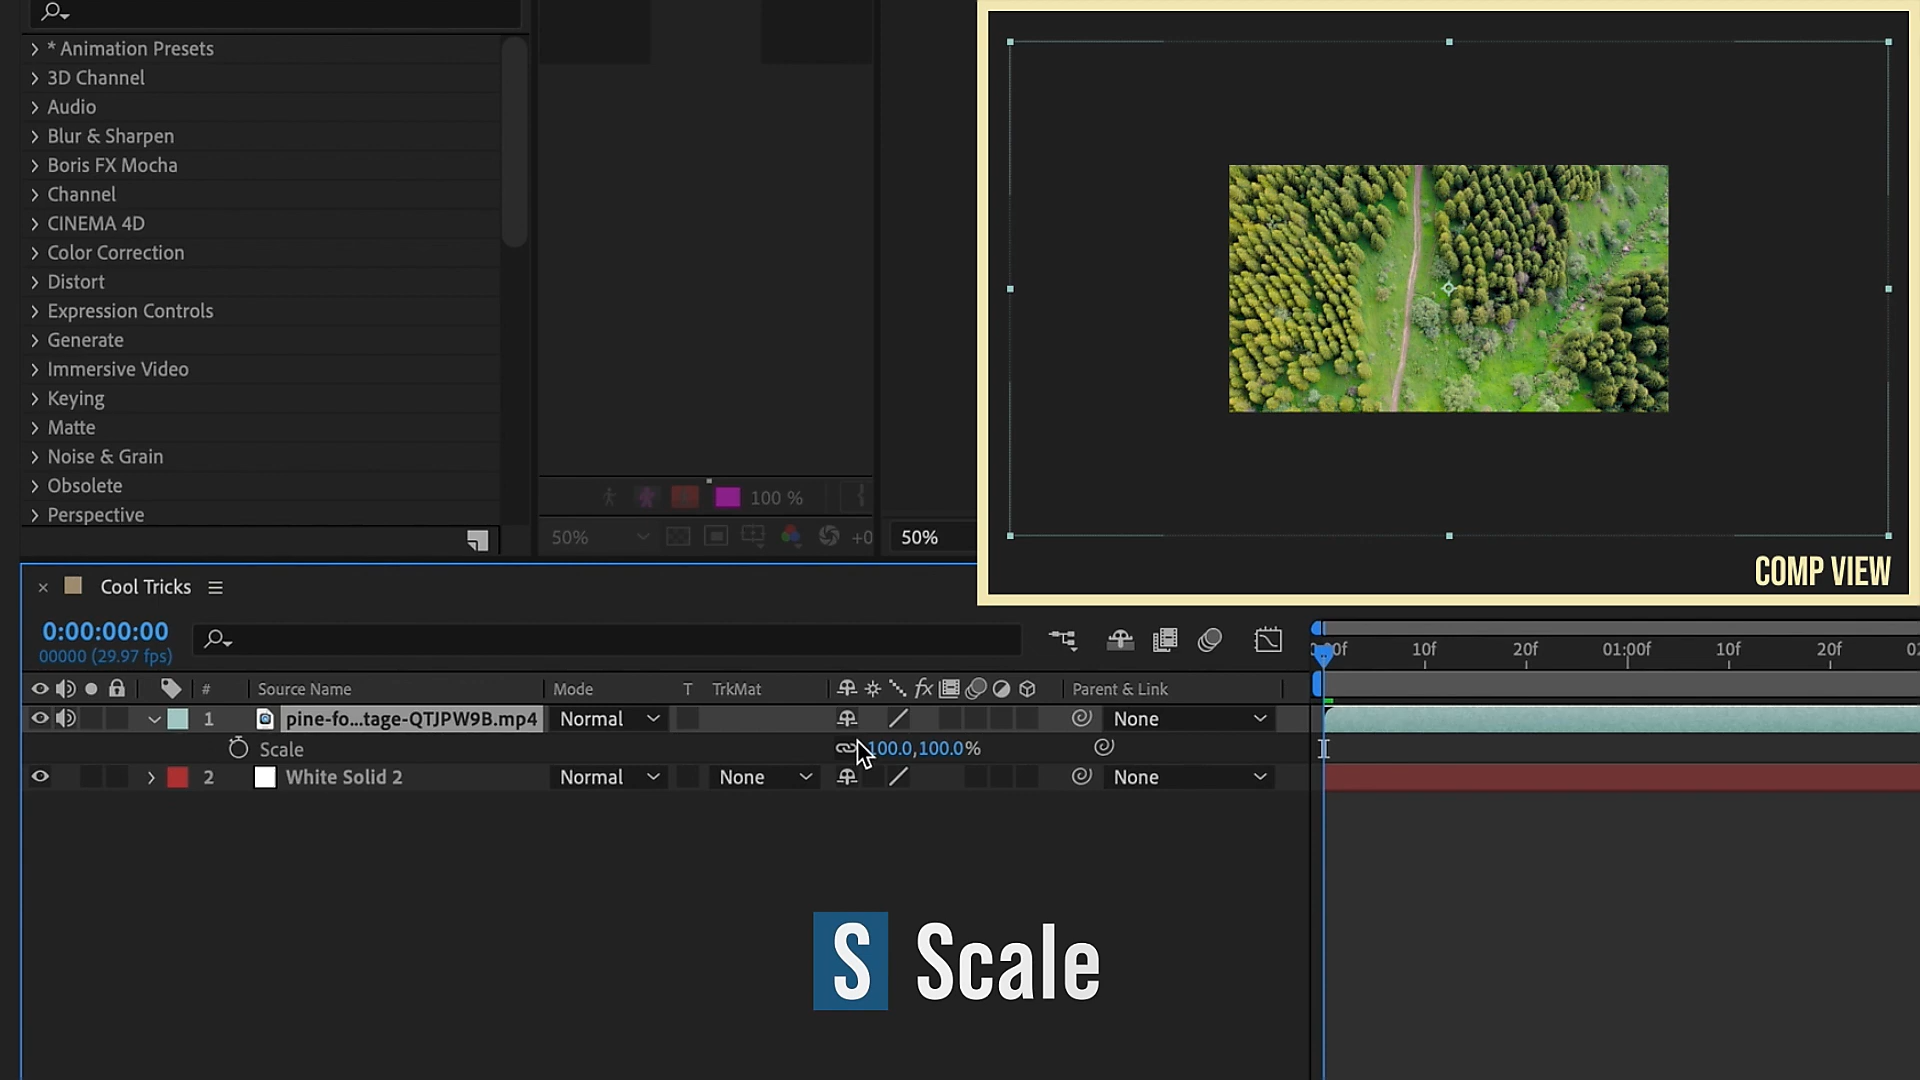 * Animation Presets
3D Channel
Audio
Blur & Sharpen
Boris FX Mocha
Channel
CINEMA 4D
Color Correction
Distort
Expression Controls
Generate
Immersive Video
Keying
Matte
Noise & Grain
Obsolete
Perspective
100 %
50%
+0
50%
COMP VIEW
Cool Tricks
0:00:00:00
00000 (29.97 fps)
10f 20f 01:00f 10f 20f
# Source Name Mode T TrkMat fx Parent & Link
1 pine-fo...tage-QTJPW9B.mp4 Normal None
Scale 100.0,100.0%
2 White Solid 2 Normal None None
S Scale